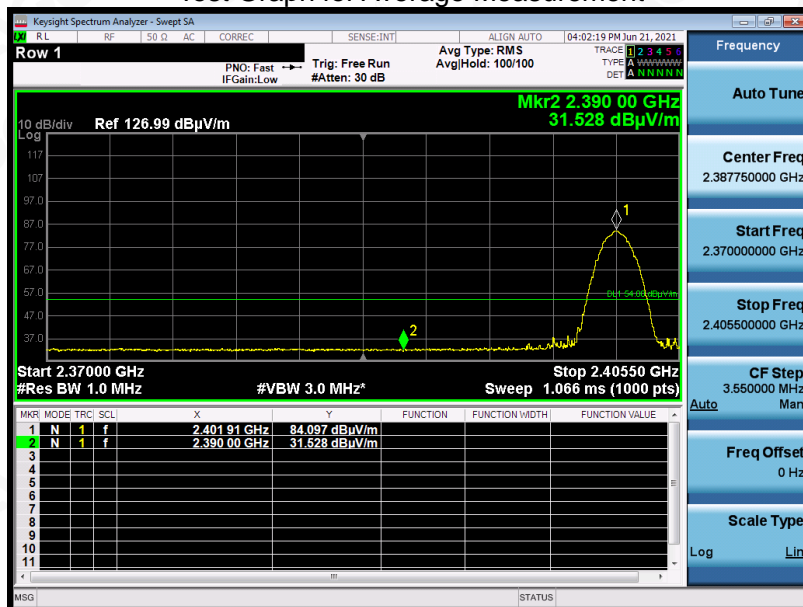 Test Graph for Average Measurement
Keysight Spectrum Analyzer - Swept SA
LXI RL RF 50 Ω AC CORREC SENSE:INT ALIGN AUTO 04:02:19 PM Jun 21, 2021
Row 1
PNO: Fast
IFGain:Low
Trig: Free Run
#Atten: 30 dB
Avg Type: RMS
Avg|Hold: 100/100
TRACE 1 2 3 4 5 6
TYPE A WWWWW
DET A N N N N N
Mkr2 2.390 00 GHz
31.528 dBµV/m
10 dB/div Ref 126.99 dBµV/m
Log
117
107
97.0
87.0
77.0
67.0
57.0
47.0
37.0
1
2
DL1 54.00 dBµV/m
Start 2.37000 GHz Stop 2.40550 GHz
#Res BW 1.0 MHz #VBW 3.0 MHz* Sweep 1.066 ms (1000 pts)
MKR MODE TRC SCL X Y FUNCTION FUNCTION WIDTH FUNCTION VALUE
1 N 1 f 2.401 91 GHz 84.097 dBµV/m
2 N 1 f 2.390 00 GHz 31.528 dBµV/m
3
4
5
6
7
8
9
10
11
MSG STATUS
Frequency
Auto Tune
Center Freq
2.387750000 GHz
Start Freq
2.370000000 GHz
Stop Freq
2.405500000 GHz
CF Step
3.550000 MHz
Auto Man
Freq Offset
0 Hz
Scale Type
Log Lin